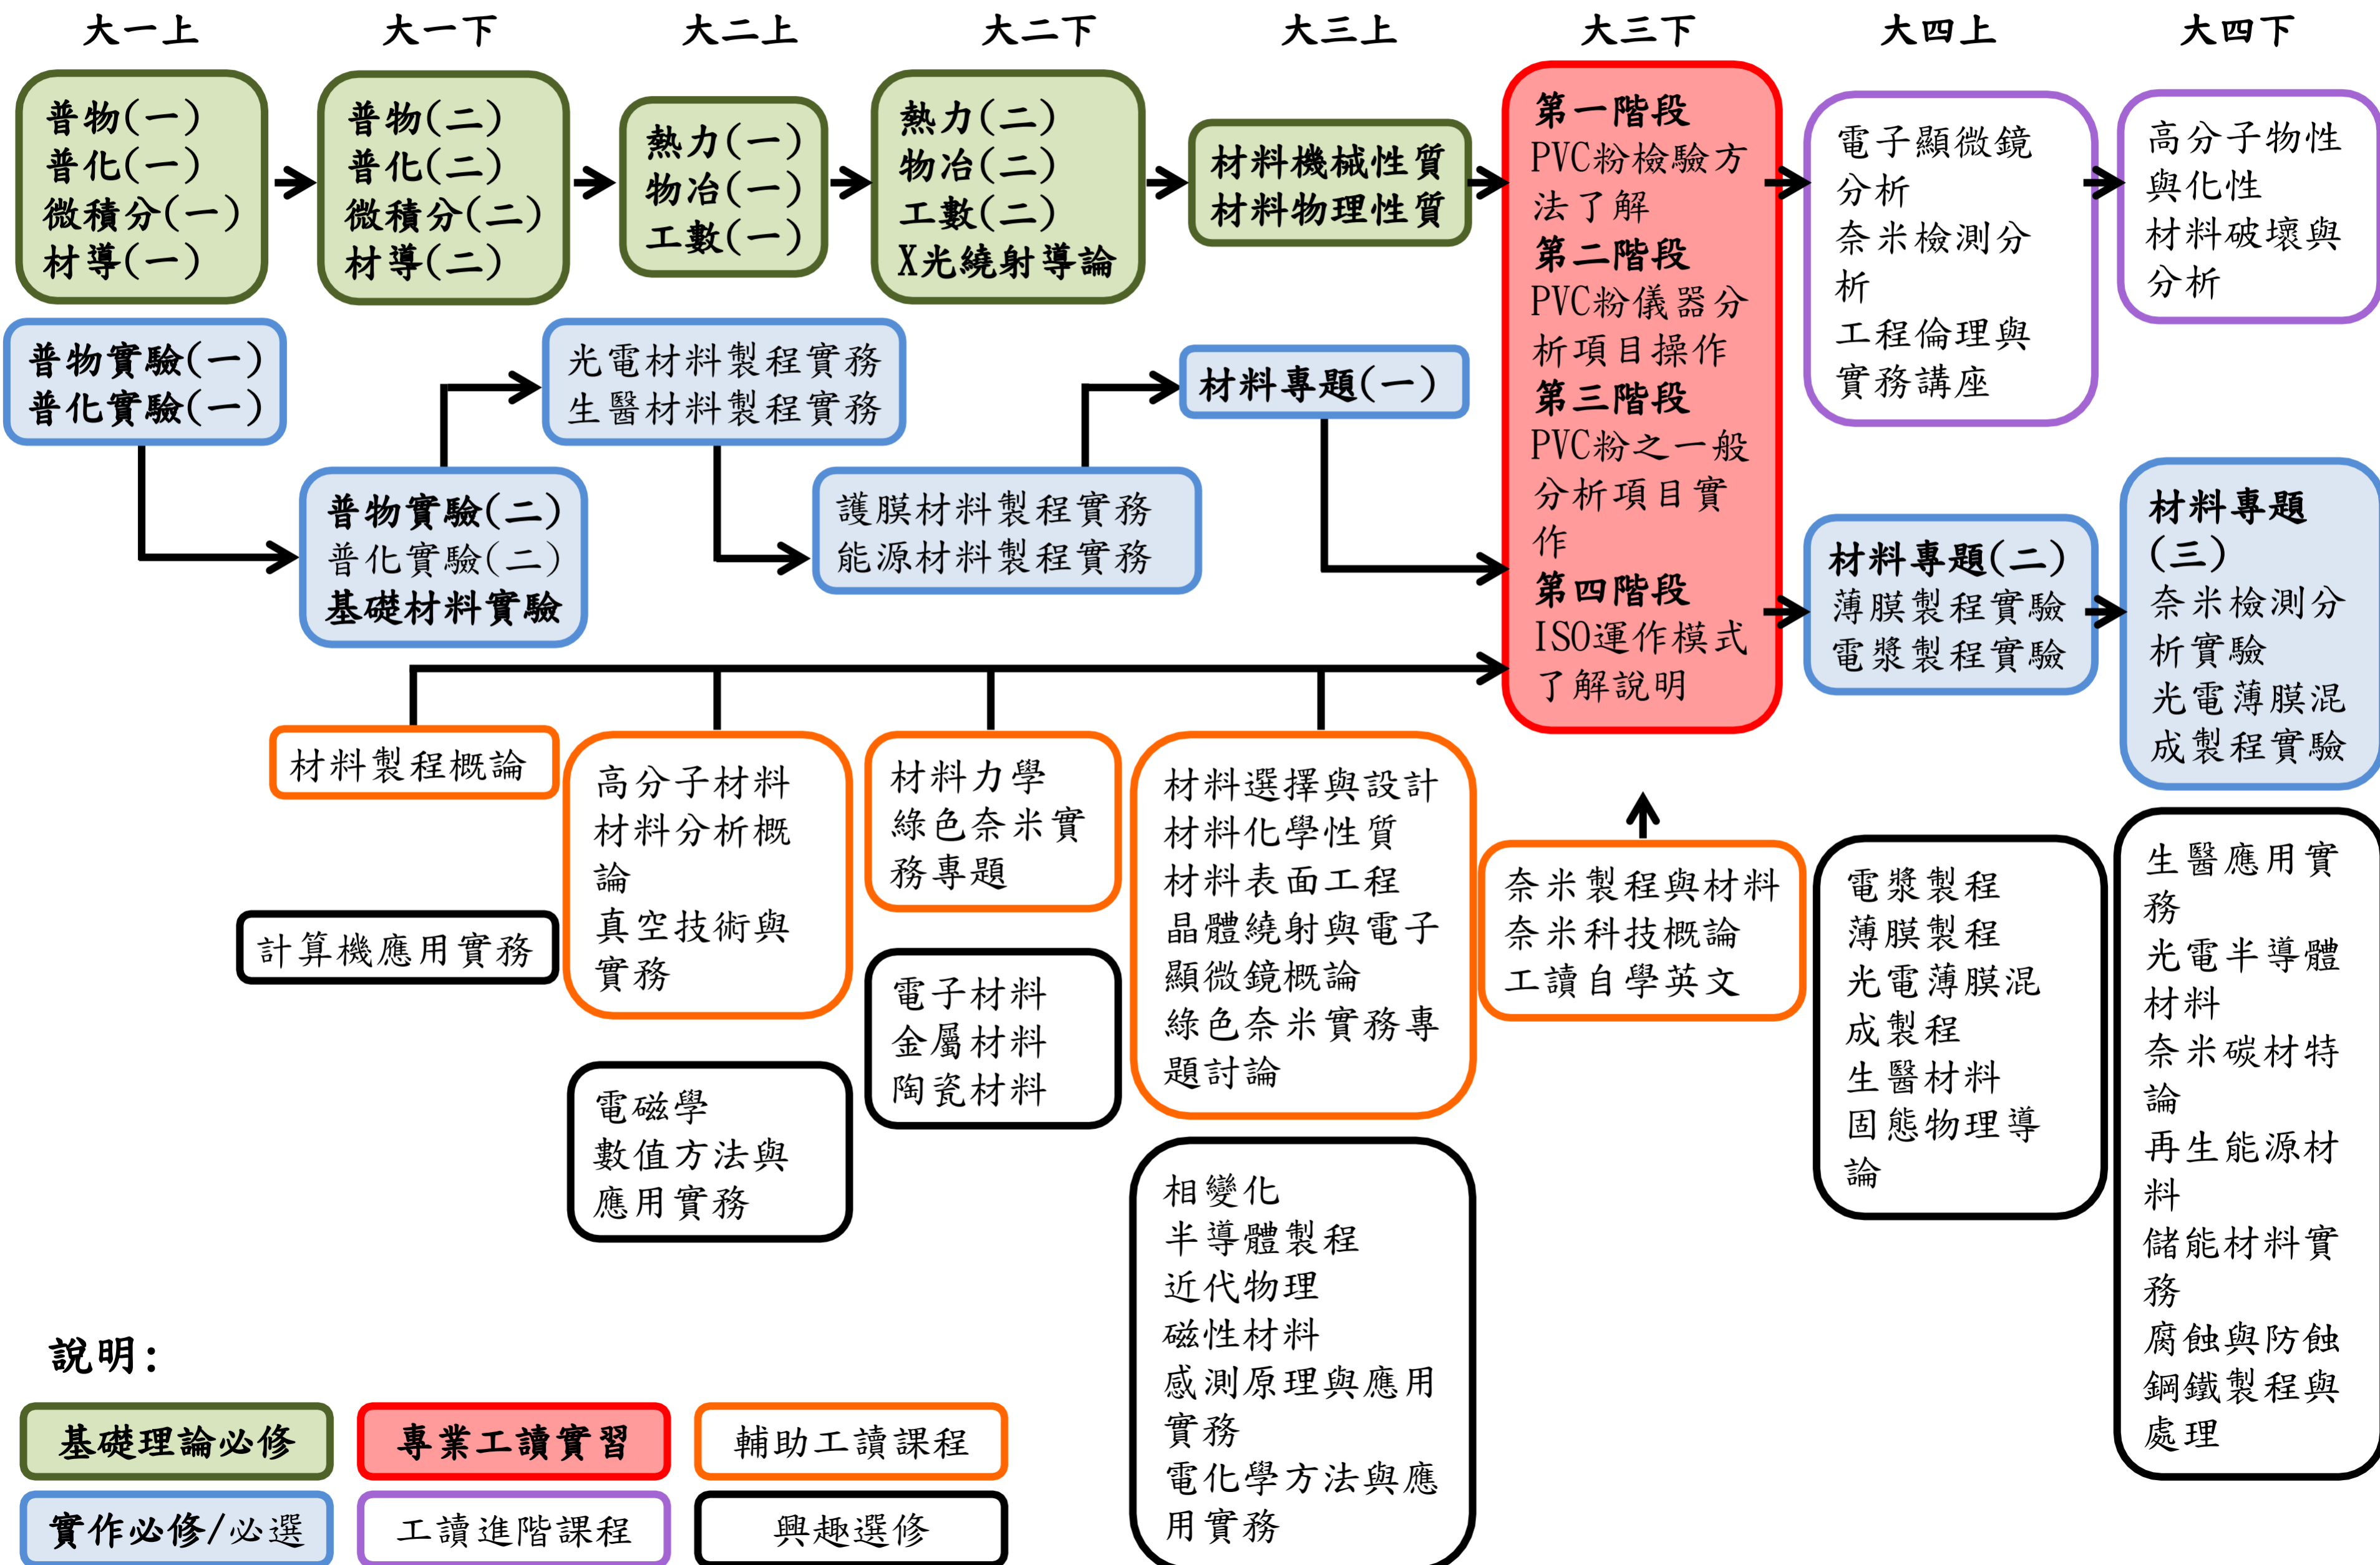 大一上
大一下
大二上
大二下
大三上
大三下
大四上
大四下
普物(一)
普化(一)
微積分(一)
材導(一)
普物(二)
普化(二)
微積分(二)
材導(二)
熱力(一)
物冶(一)
工數(一)
熱力(二)
物冶(二)
工數(二)
X光繞射導論
材料機械性質
材料物理性質
第一階段
PVC粉檢驗方
法了解
第二階段
PVC粉儀器分
析項目操作
第三階段
PVC粉之一般
分析項目實
作
第四階段
ISO運作模式
了解說明
電子顯微鏡
分析
奈米檢測分
析
工程倫理與
實務講座
高分子物性
與化性
材料破壞與
分析
普物實驗(一)
普化實驗(一)
普物實驗(二)
普化實驗(二)
基礎材料實驗
光電材料製程實務
生醫材料製程實務
護膜材料製程實務
能源材料製程實務
材料專題(一)
材料專題(二)
薄膜製程實驗
電漿製程實驗
材料專題
(三)
奈米檢測分
析實驗
光電薄膜混
成製程實驗
材料製程概論
高分子材料
材料分析概
論
真空技術與
實務
材料力學
綠色奈米實
務專題
材料選擇與設計
材料化學性質
材料表面工程
晶體繞射與電子
顯微鏡概論
綠色奈米實務專
題討論
奈米製程與材料
奈米科技概論
工讀自學英文
計算機應用實務
電磁學
數值方法與
應用實務
電子材料
金屬材料
陶瓷材料
相變化
半導體製程
近代物理
磁性材料
感測原理與應用
實務
電化學方法與應
用實務
電漿製程
薄膜製程
光電薄膜混
成製程
生醫材料
固態物理導
論
生醫應用實
務
光電半導體
材料
奈米碳材特
論
再生能源材
料
儲能材料實
務
腐蝕與防蝕
鋼鐵製程與
處理
說明：
基礎理論必修
專業工讀實習
輔助工讀課程
實作必修/必選
工讀進階課程
興趣選修